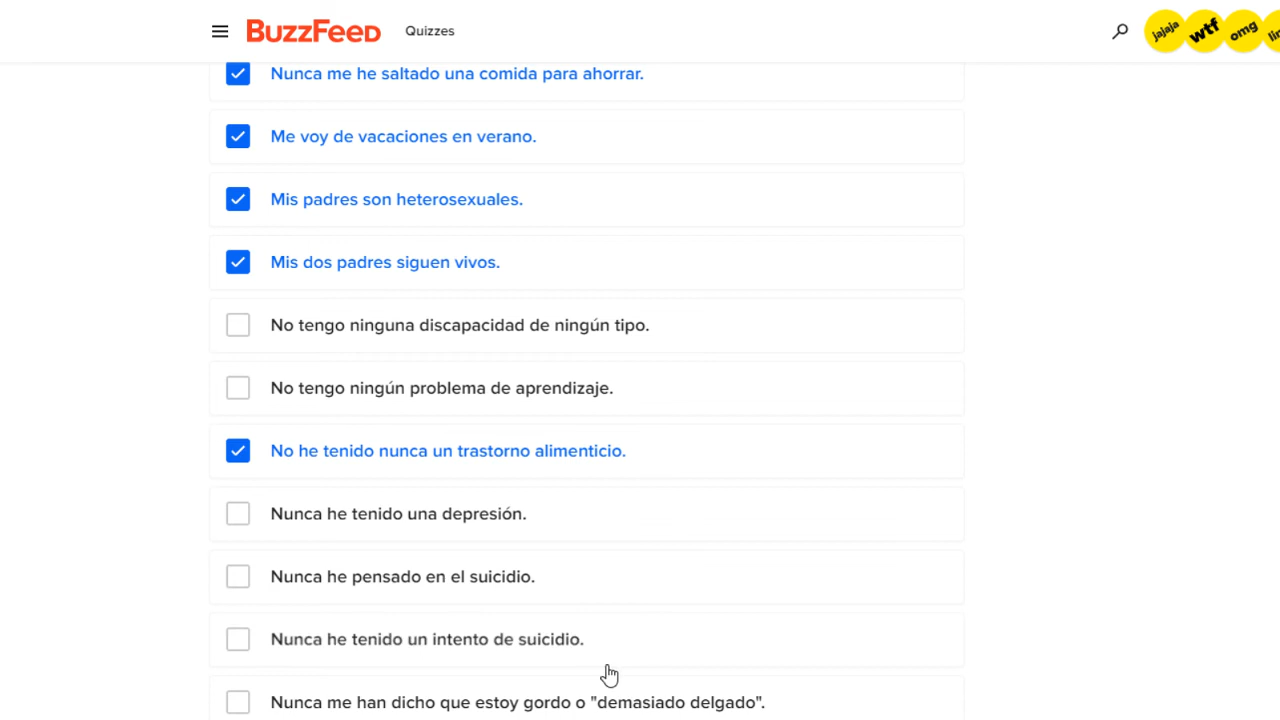 BuzzFeed Quizzes jajaja wtf omg
Nunca me he saltado una comida para ahorrar.
Me voy de vacaciones en verano.
Mis padres son heterosexuales.
Mis dos padres siguen vivos.
No tengo ninguna discapacidad de ningún tipo.
No tengo ningún problema de aprendizaje.
No he tenido nunca un trastorno alimenticio.
Nunca he tenido una depresión.
Nunca he pensado en el suicidio.
Nunca he tenido un intento de suicidio.
Nunca me han dicho que estoy gordo o "demasiado delgado".